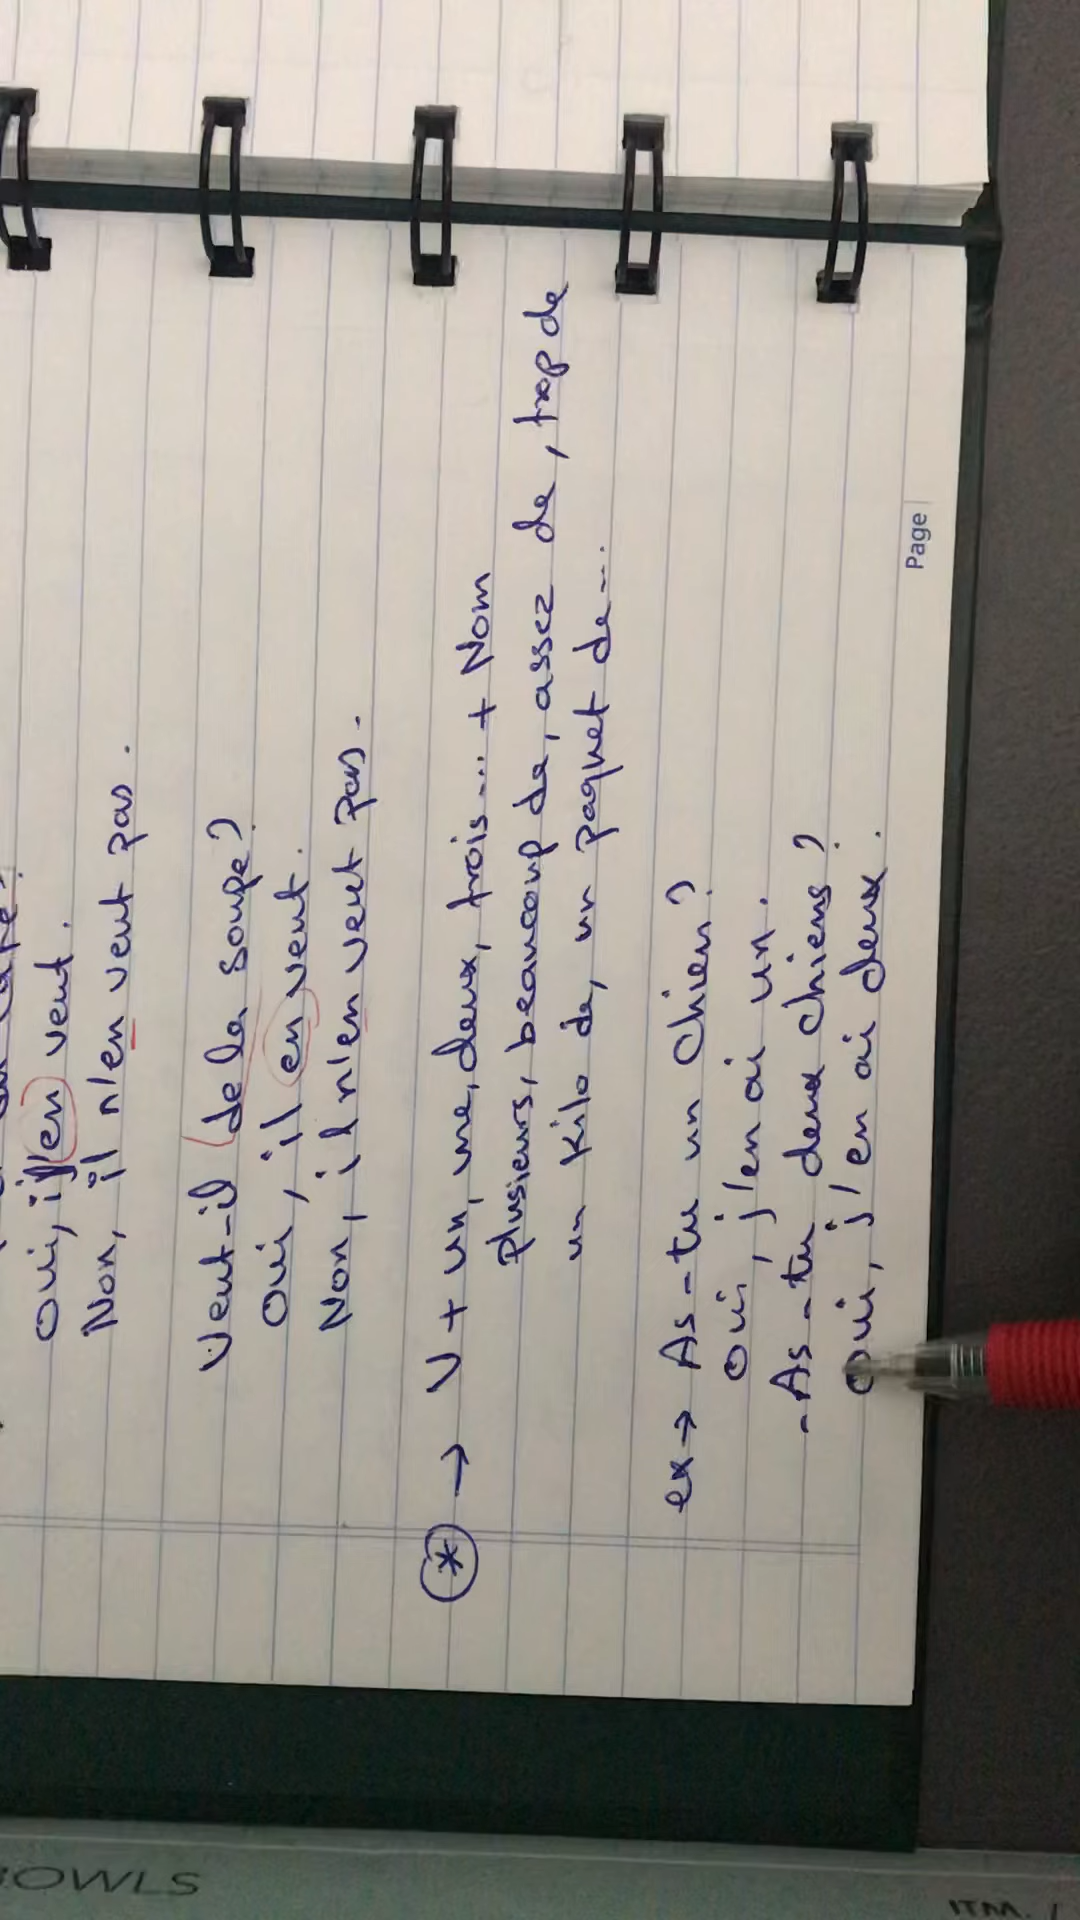 Oui, il en veut.
Non, il n'en veut pas.
Veut-il de la soupe?
Oui, il en veut.
Non, il n'en veut pas.
* → V + un, une, deux, trois... + Nom
plusieurs, beaucoup de, assez de, trop de
un kilo de, un paquet de...
ex → As-tu un chien?
Oui, j'en ai un.
- As-tu deux chiens?
Oui, j'en ai deux.
Page
BOWLS
ITM.